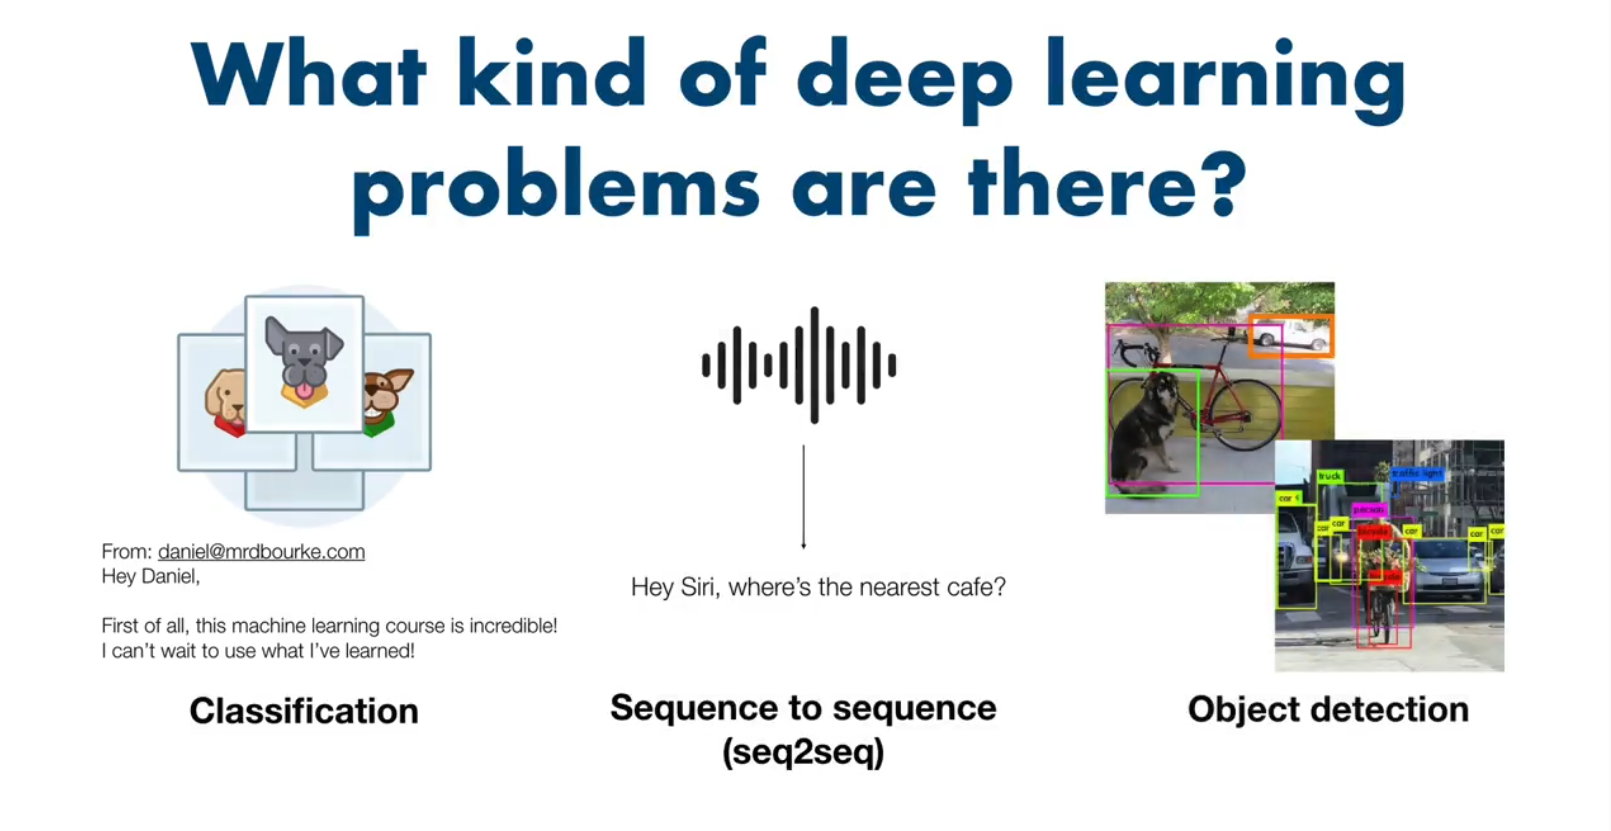 What kind of deep learning
problems are there?
From: daniel@mrdbourke.com
Hey Daniel,
First of all, this machine learning course is incredible!
I can't wait to use what I've learned!
Classification
Hey Siri, where's the nearest cafe?
Sequence to sequence
(seq2seq)
truck
traffic light
car
person
car
car
car
car
car
Object detection